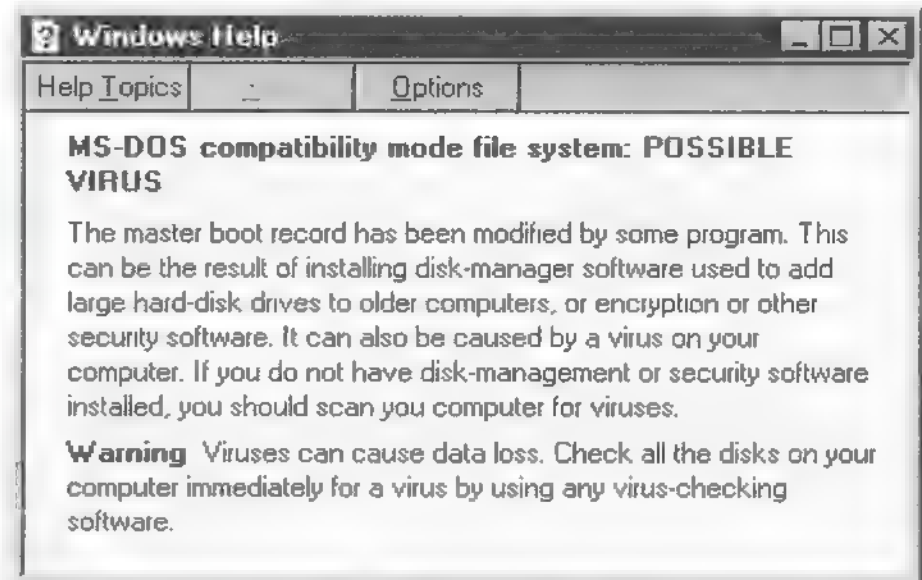 Windows Help
Help Topics
Options
MS-DOS compatibility mode file system: POSSIBLE
VIRUS
The master boot record has been modified by some program. This
can be the result of installing disk-manager software used to add
large hard-disk drives to older computers, or encryption or other
security software. It can also be caused by a virus on your
computer. If you do not have disk-management or security software
installed, you should scan you computer for viruses.
Warning Viruses can cause data loss. Check all the disks on your
computer immediately for a virus by using any virus-checking
software.